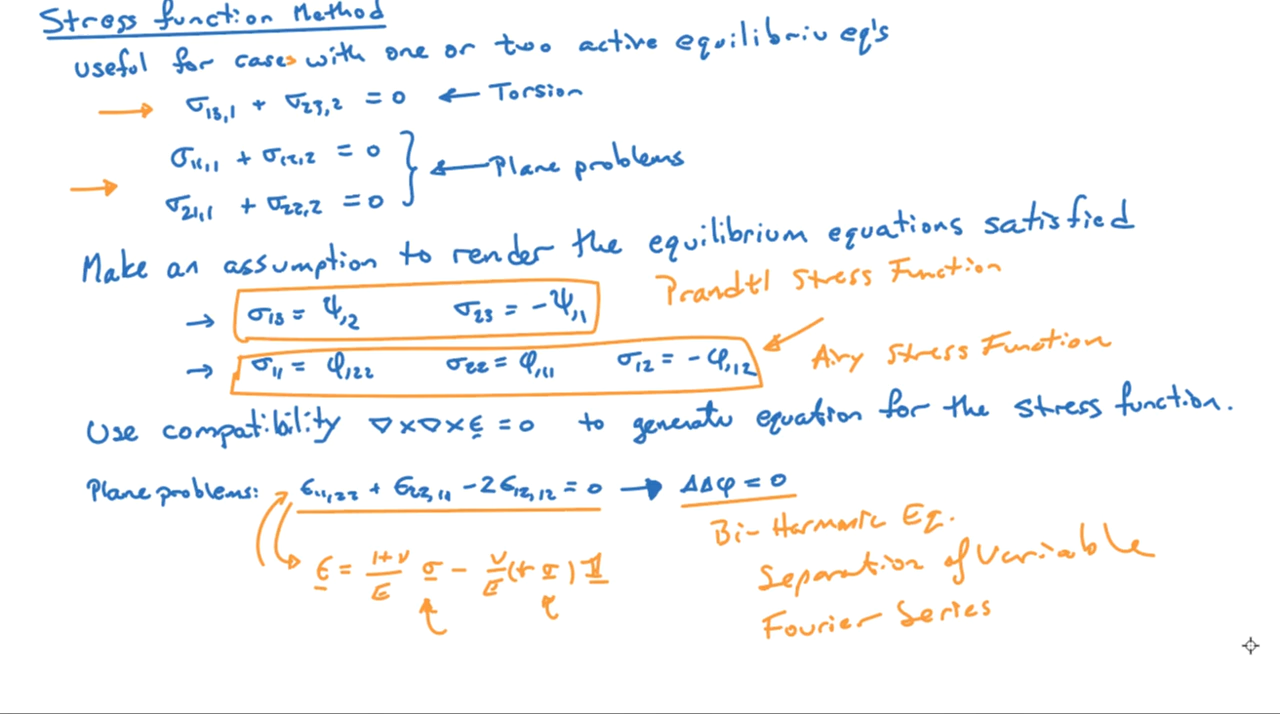 Stress function Method
useful for cases with one or two active equilibriu eq's
→ σ13,1 + σ23,2 = 0 ← Torsion
σ11,1 + σ12,2 = 0
→ } ← Plane problems
σ21,1 + σ22,2 = 0
Make an assumption to render the equilibrium equations satisfied
Prandtl Stress Function
→ σ13 = ψ,2 σ23 = -ψ,1
→ σ11 = φ,22 σ22 = φ,11 σ12 = -φ,12
Airy Stress Function
Use compatibility ∇×∇×ε = 0 to generate equation for the stress function.
Plane problems: ε11,22 + ε22,11 - 2ε12,12 = 0 → ΔΔφ = 0
Bi-Harmonic Eq.
ε = (1+ν)/E σ - ν/E (tr σ) 1
Separation of Variable
Fourier Series